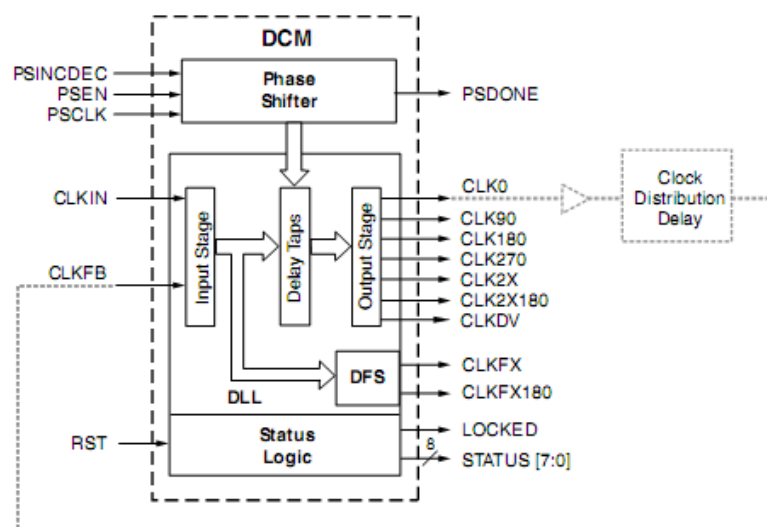 DCM
PSINCDEC
PSEN
PSCLK
Phase
Shifter
PSDONE
CLKIN
CLKFB
Input Stage
Delay Taps
Output Stage
CLK0
CLK90
CLK180
CLK270
CLK2X
CLK2X180
CLKDV
Clock
Distribution
Delay
DLL
DFS
CLKFX
CLKFX180
RST
Status
Logic
LOCKED
8
STATUS [7:0]